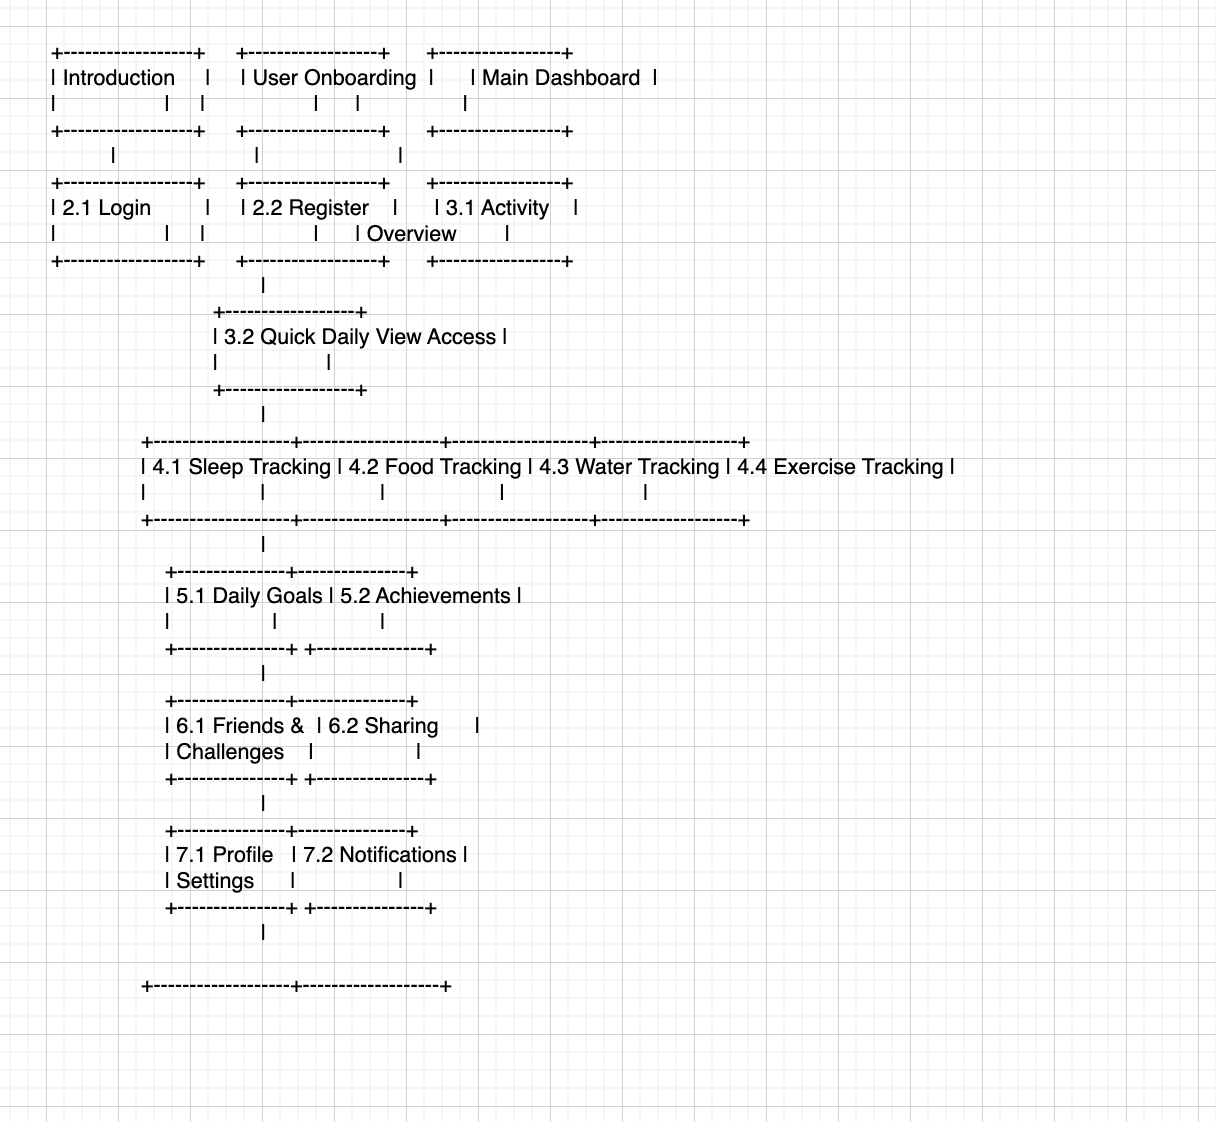 +------------------+ +------------------+ +-----------------+
| Introduction | | User Onboarding | | Main Dashboard |
| | | | | |
+------------------+ +------------------+ +-----------------+
| | |
+------------------+ +------------------+ +-----------------+
| 2.1 Login | | 2.2 Register | | 3.1 Activity |
| | | | | Overview |
+------------------+ +------------------+ +-----------------+
|
+------------------+
| 3.2 Quick Daily View Access |
| |
+------------------+
|
+-------------------+-------------------+-------------------+-------------------+
| 4.1 Sleep Tracking | 4.2 Food Tracking | 4.3 Water Tracking | 4.4 Exercise Tracking |
| | | | |
+-------------------+-------------------+-------------------+-------------------+
|
+---------------+---------------+
| 5.1 Daily Goals | 5.2 Achievements |
| | |
+---------------+ +---------------+
|
+---------------+---------------+
| 6.1 Friends & | 6.2 Sharing |
| Challenges | |
+---------------+ +---------------+
|
+---------------+---------------+
| 7.1 Profile | 7.2 Notifications |
| Settings | |
+---------------+ +---------------+
|
+-------------------+-------------------+